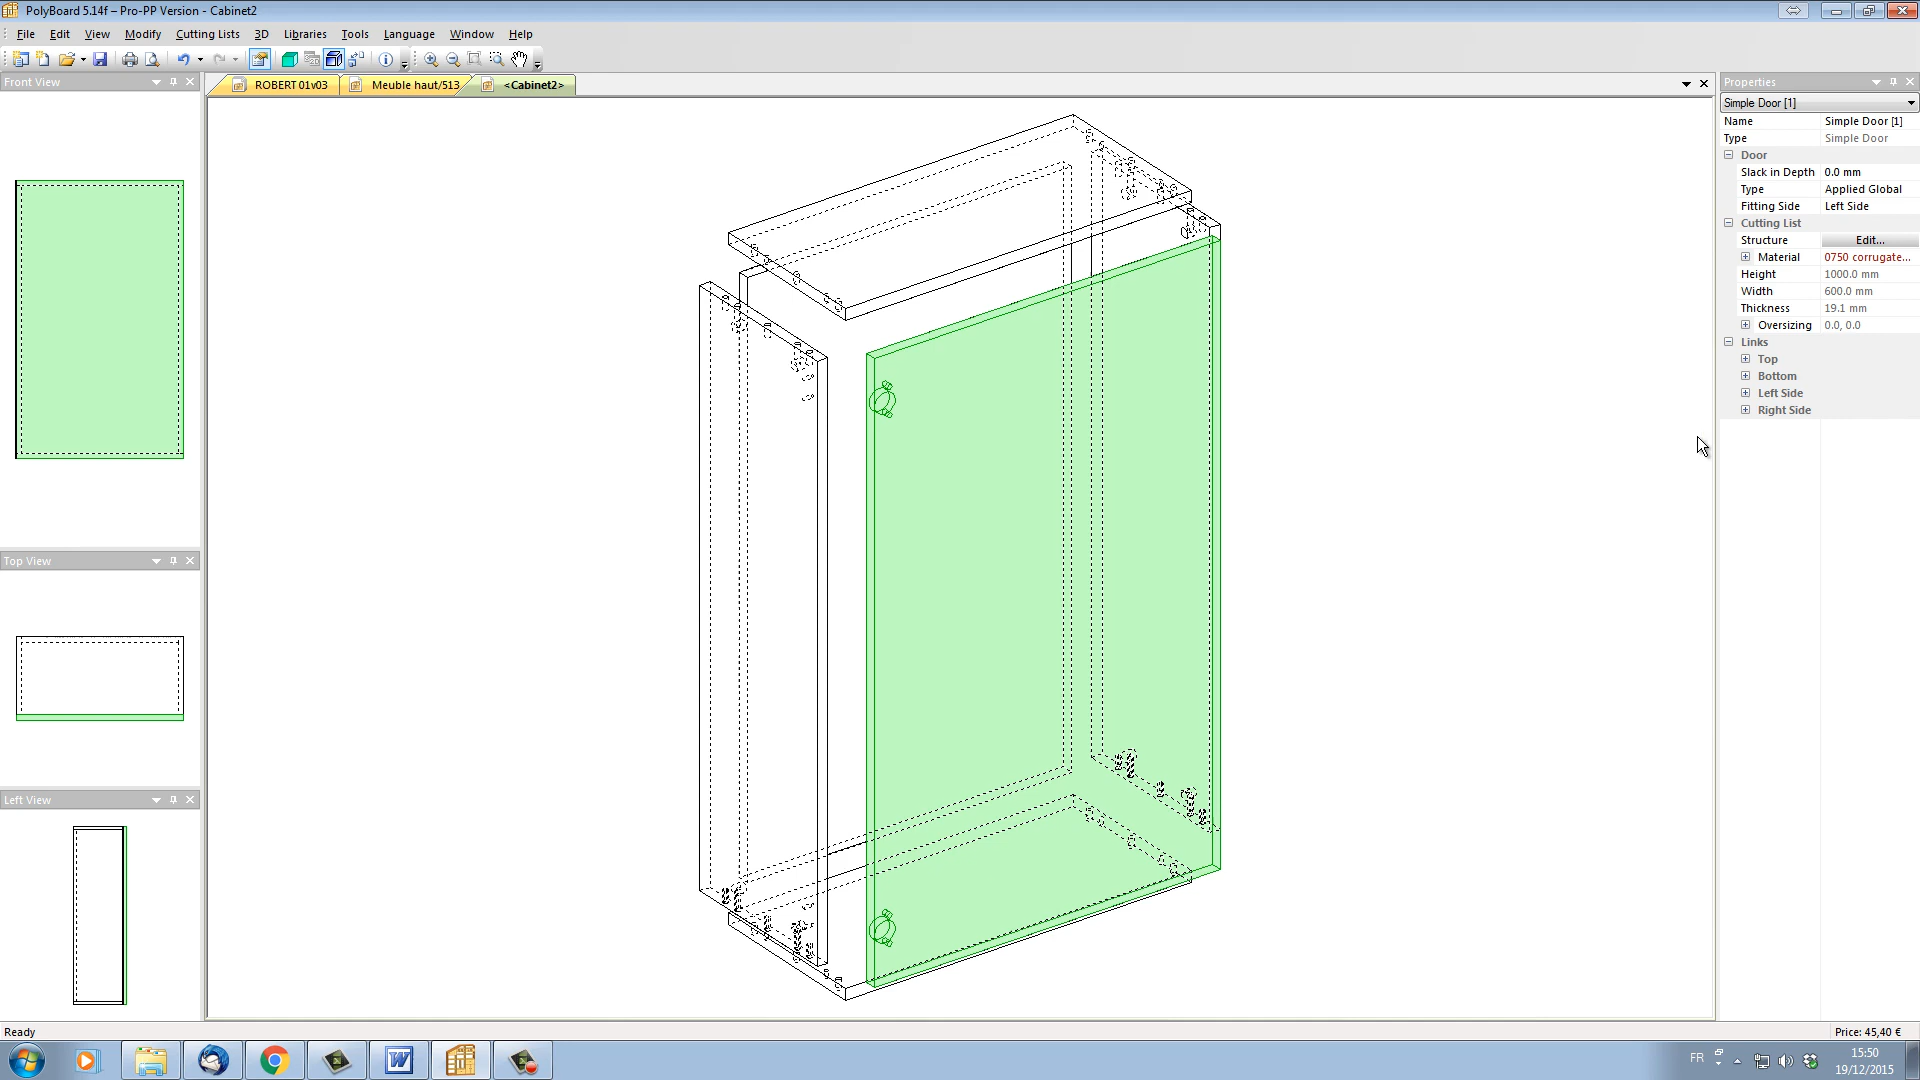 PolyBoard 5.14f – Pro-PP Version - Cabinet2
File Edit View Modify Cutting Lists 3D Libraries Tools Language Window Help
Front View
ROBERT 01v03 Meuble haut/513 <Cabinet2>
Properties
Simple Door [1]
Name Simple Door [1]
Type Simple Door
Door
Slack in Depth 0.0 mm
Type Applied Global
Fitting Side Left Side
Cutting List
Structure Edit...
Material 0750 corrugate...
Height 1000.0 mm
Width 600.0 mm
Thickness 19.1 mm
Oversizing 0.0, 0.0
Links
Top
Bottom
Left Side
Right Side
Top View
Left View
Ready
Price: 45,40 €
FR
15:50
19/12/2015